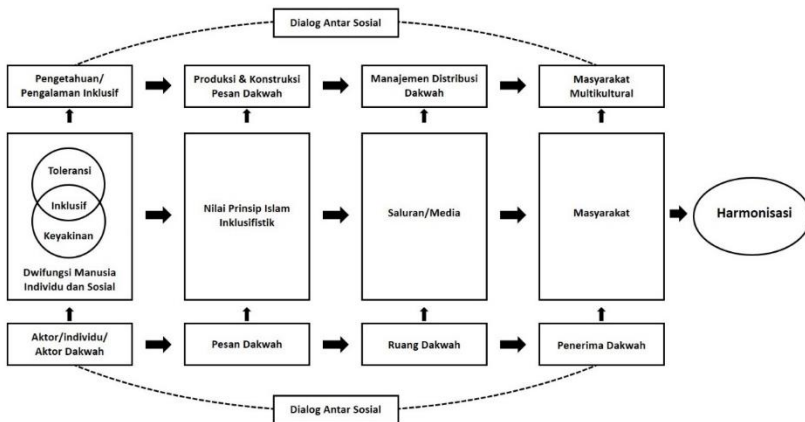 Dialog Antar Sosial
Pengetahuan/
Pengalaman Inklusif
Produksi & Konstruksi
Pesan Dakwah
Manajemen Distribusi
Dakwah
Masyarakat
Multikultural
Toleransi
Inklusif
Keyakinan
Dwifungsi Manusia
Individu dan Sosial
Nilai Prinsip Islam
Inklusifistik
Saluran/Media
Masyarakat
Harmonisasi
Aktor/individu/
Aktor Dakwah
Pesan Dakwah
Ruang Dakwah
Penerima Dakwah
Dialog Antar Sosial